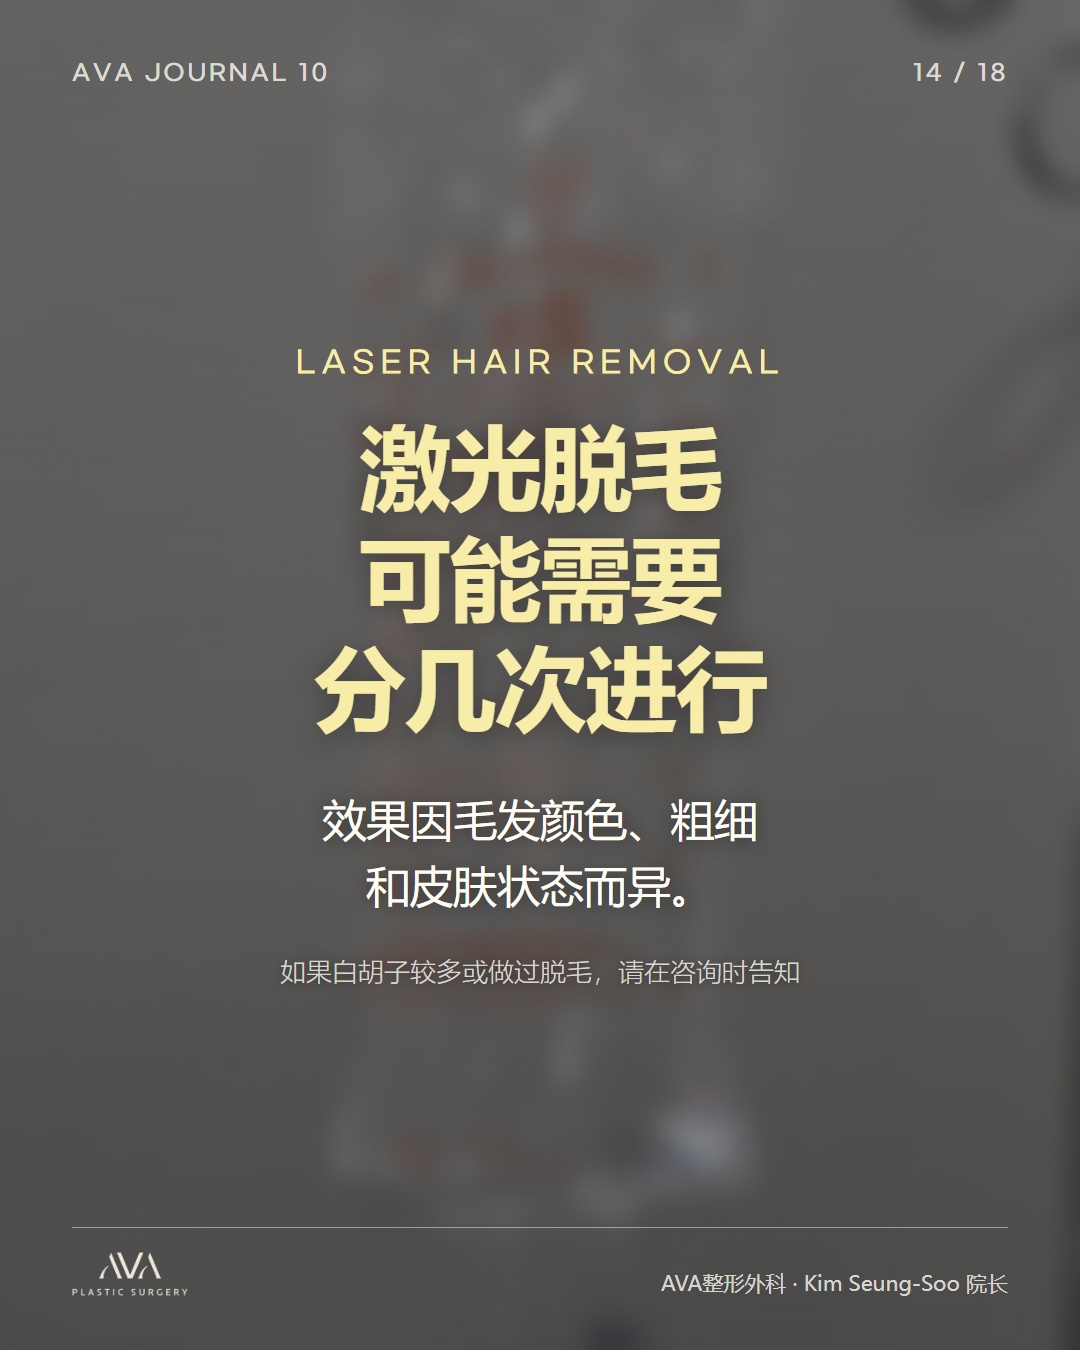 AVA JOURNAL 10
14 / 18
LASER HAIR REMOVAL
激光脱毛
可能需要
分几次进行
效果因毛发颜色、粗细
和皮肤状态而异。
如果白胡子较多或做过脱毛，请在咨询时告知
AVA
PLASTIC SURGERY
AVA整形外科 · Kim Seung-Soo 院长